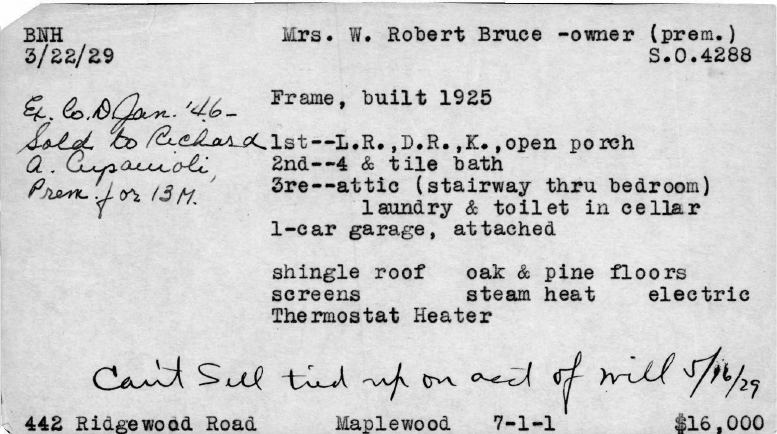 BNH Mrs. W. Robert Bruce -owner (prem.)
3/22/29 S.O.4288
Ex. Co. D Jan. '46-
Sold to Richard
A.
Prem. for 13 M.
Frame, built 1925
1st--L.R.,D.R.,K.,open porch
2nd--4 & tile bath
3re--attic (stairway thru bedroom)
laundry & toilet in cellar
1-car garage, attached
shingle roof oak & pine floors
screens steam heat electric
Thermostat Heater
Can't Sell tied up on acct of will 5/16/29
442 Ridgewood Road Maplewood 7-1-1 $16,000